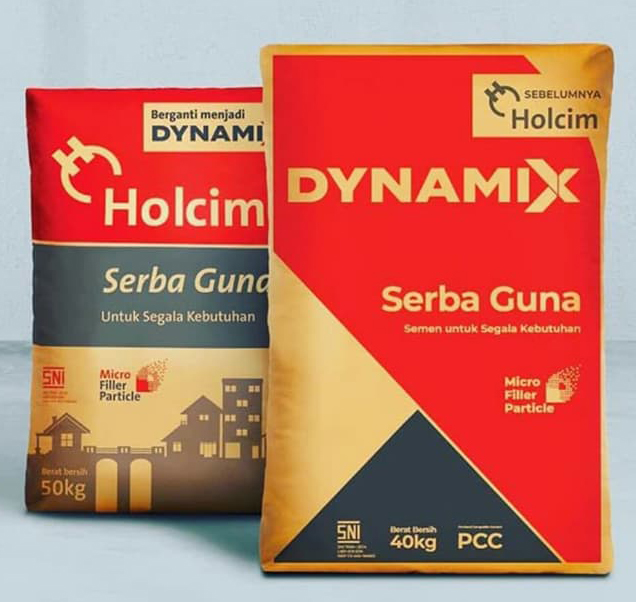 Berganti menjadi
DYNAMI
Holcim
Serba Guna
Untuk Segala Kebutuhan
SNI
Micro
Filler
Particle
Berat bersih
50kg
SEBELUMNYA
Holcim
DYNAMIX
Serba Guna
Semen untuk Segala Kebutuhan
Micro
Filler
Particle
SNI
Berat Bersih
40kg
PCC